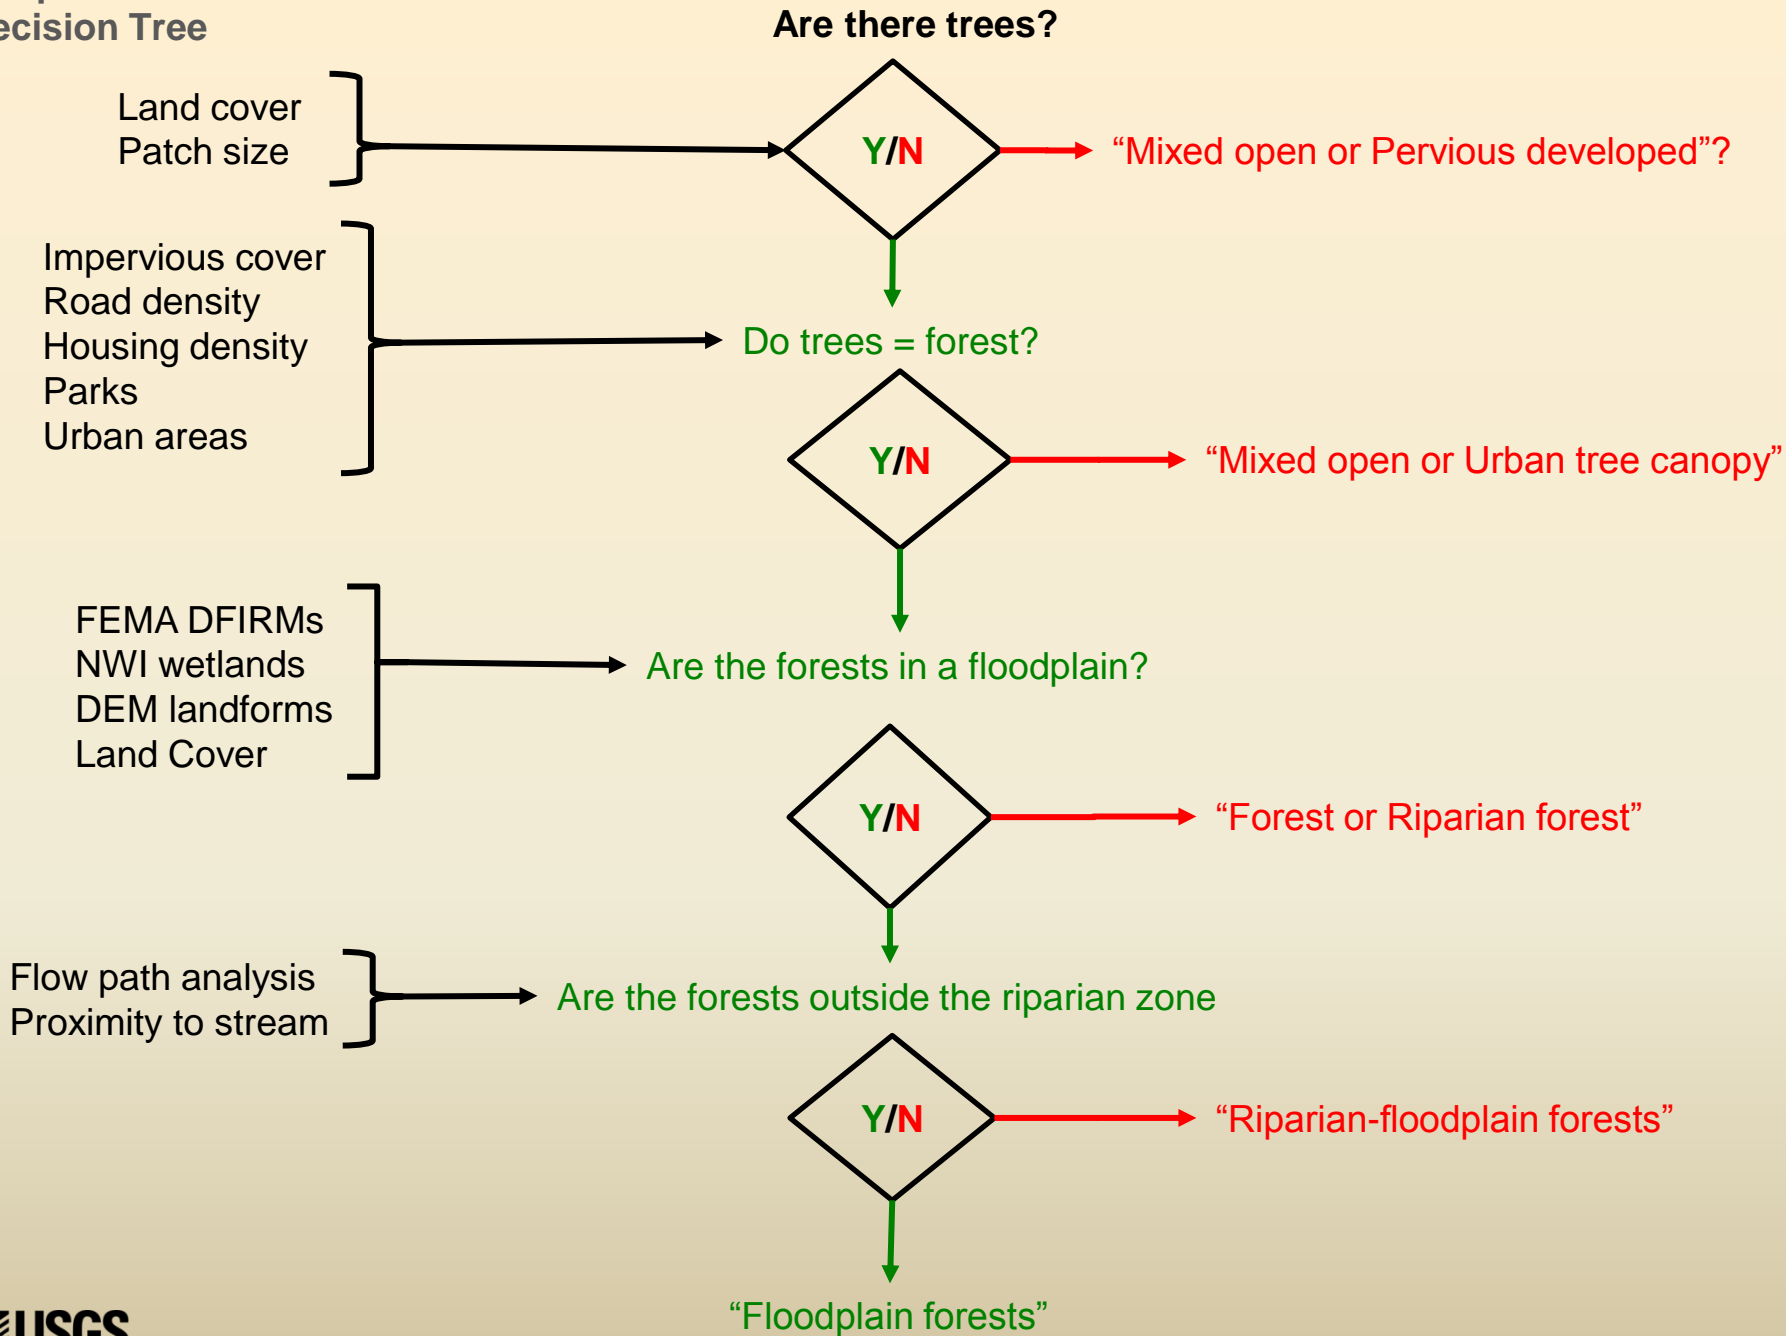 ecision Tree
Are there trees?
Land cover
Patch size
Y/N
“Mixed open or Pervious developed”?
Impervious cover
Road density
Housing density
Parks
Urban areas
Do trees = forest?
Y/N
“Mixed open or Urban tree canopy”
FEMA DFIRMs
NWI wetlands
DEM landforms
Land Cover
Are the forests in a floodplain?
Y/N
“Forest or Riparian forest”
Flow path analysis
Proximity to stream
Are the forests outside the riparian zone
Y/N
“Riparian-floodplain forests”
“Floodplain forests”
USGS